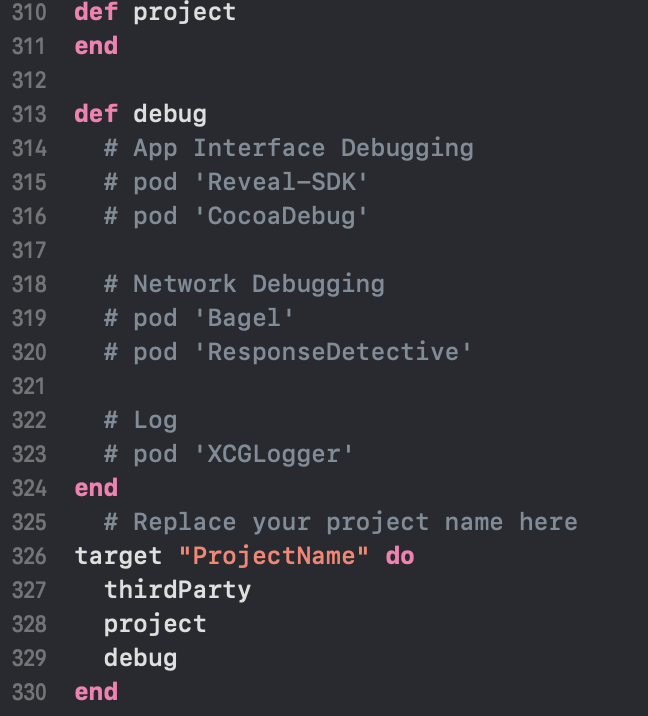 310 def project
311 end
312
313 def debug
314   # App Interface Debugging
315   # pod 'Reveal-SDK'
316   # pod 'CocoaDebug'
317
318   # Network Debugging
319   # pod 'Bagel'
320   # pod 'ResponseDetective'
321
322   # Log
323   # pod 'XCGLogger'
324 end
325   # Replace your project name here
326 target "ProjectName" do
327   thirdParty
328   project
329   debug
330 end